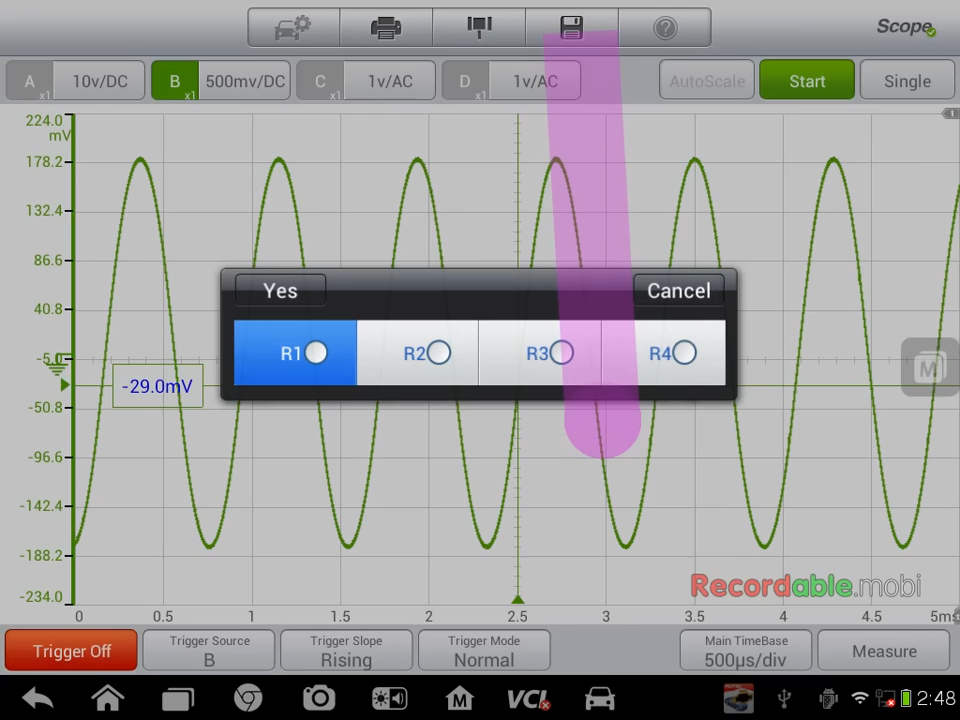 Scope
A x1 10v/DC B x1 500mv/DC C x1 1v/AC D x1 1v/AC AutoScale Start Single
224.0
mV
178.2
132.4
86.6
40.8
-5.0
-50.8
-96.6
-142.4
-188.2
-234.0
-29.0mV
Yes Cancel
R1 R2 R3 R4
M
Recordable.mobi
0 0.5 1 1.5 2 2.5 3 3.5 4 4.5 5ms
Trigger Off Trigger Source Trigger Slope Trigger Mode Main TimeBase Measure
B Rising Normal 500µs/div
M VCI 2:48